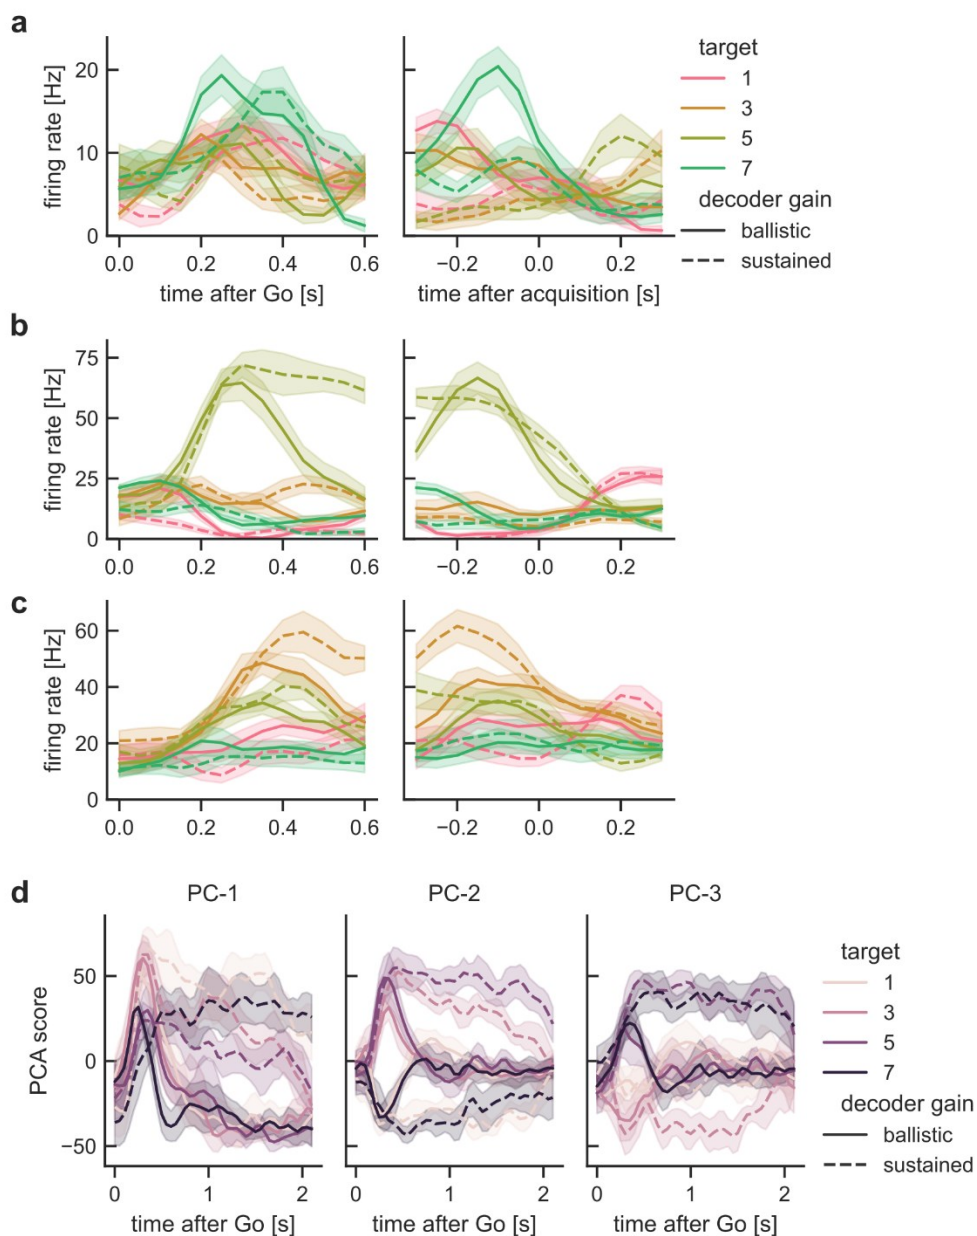 a
firing rate [Hz]
20
10
0
0.0 0.2 0.4 0.6
time after Go [s]
−0.2 0.0 0.2
time after acquisition [s]
target
1
3
5
7
decoder gain
ballistic
sustained
b
firing rate [Hz]
75
50
25
0
0.0 0.2 0.4 0.6
−0.2 0.0 0.2
c
firing rate [Hz]
60
40
20
0
0.0 0.2 0.4 0.6
−0.2 0.0 0.2
d
PC-1 PC-2 PC-3
PCA score
50
0
−50
0 1 2
time after Go [s]
0 1 2
time after Go [s]
0 1 2
time after Go [s]
target
1
3
5
7
decoder gain
ballistic
sustained